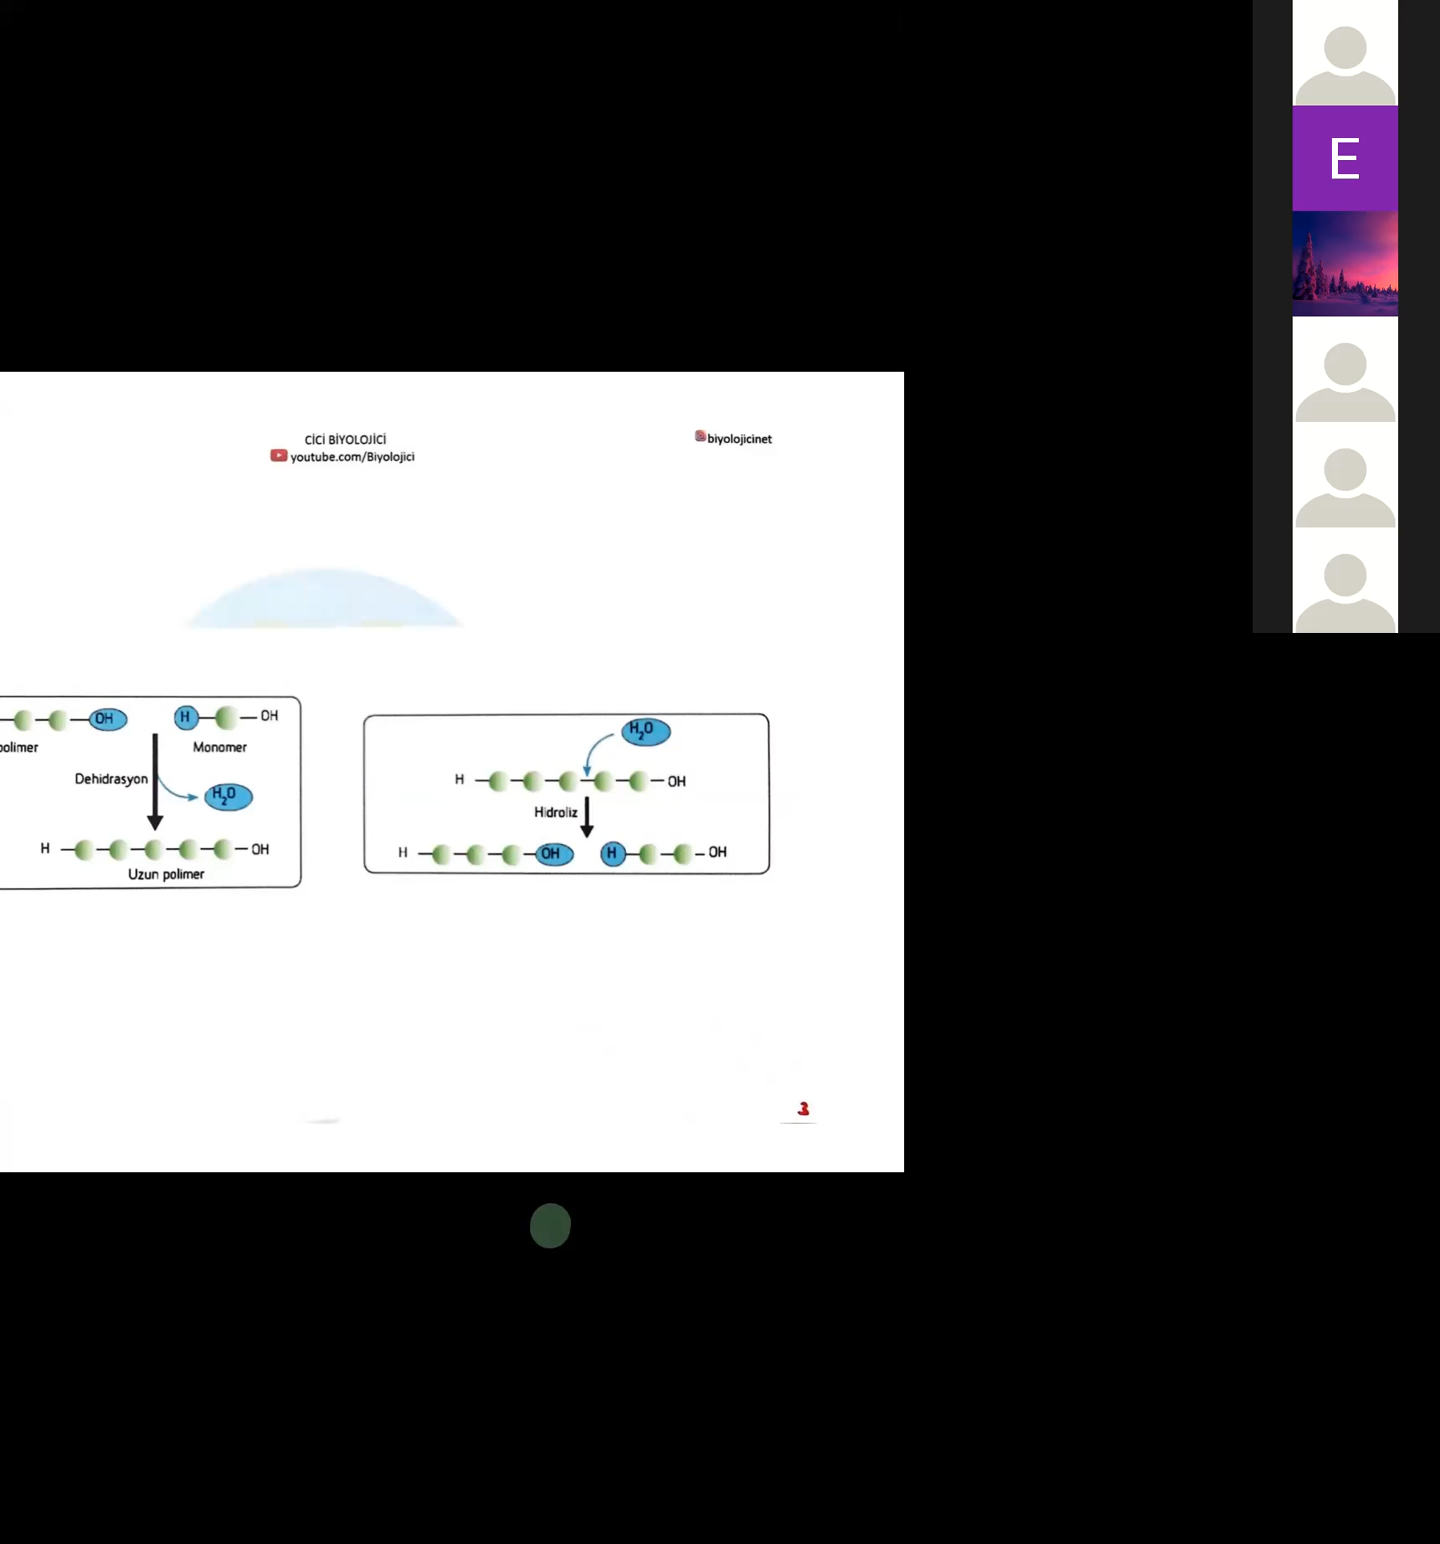 E
CİCİ BİYOLOJİCİ
youtube.com/Biyolojici
biyolojicinet
OH H OH
polimer Monomer
Dehidrasyon
H₂O
H OH
Uzun polimer
H₂O
H OH
Hidroliz
H OH H OH
3